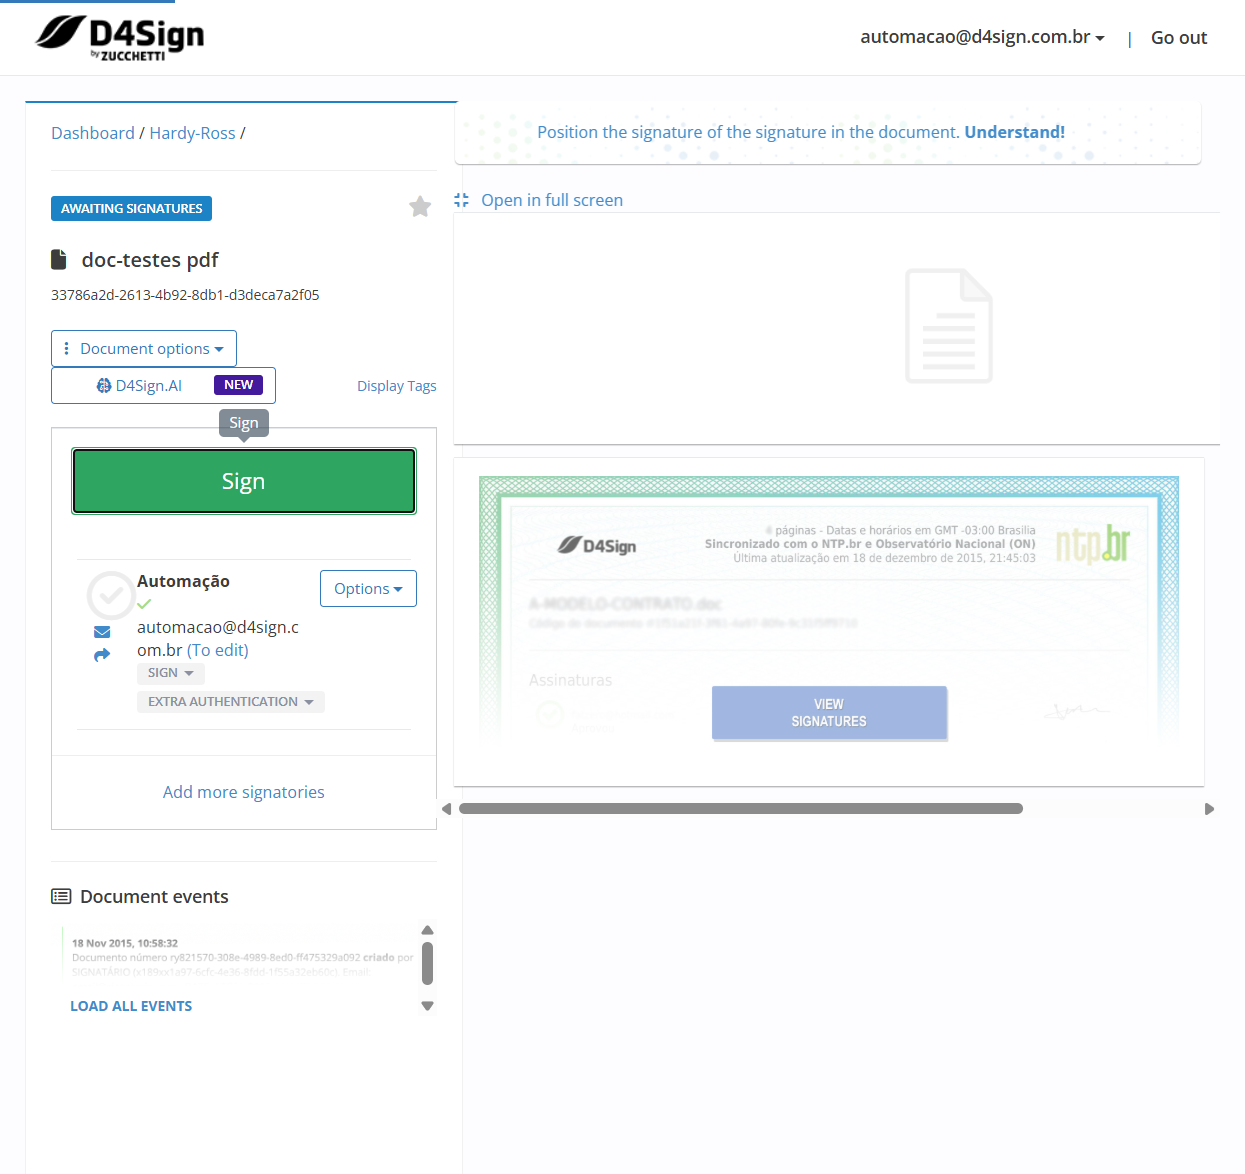 D4Sign
by ZUCCHETTI
automacao@d4sign.com.br
|
Go out
Dashboard / Hardy-Ross /
Position the signature of the signature in the document. Understand!
AWAITING SIGNATURES
Open in full screen
doc-testes pdf
33786a2d-2613-4b92-8db1-d3deca7a2f05
Document options
D4Sign.AI NEW
Display Tags
Sign
Sign
Automação
Options
automacao@d4sign.c
om.br (To edit)
SIGN
EXTRA AUTHENTICATION
Add more signatories
D4Sign
páginas - Datas e horários em GMT -03:00 Brasilia
Sincronizado com o NTP.br e Observatório Nacional (ON)
Última atualização em 18 de dezembro de 2015, 21:45:03
ntp.br
A-MODELO-CONTRATO.doc
Assinaturas
VIEW
SIGNATURES
Document events
18 Nov 2015, 10:58:32
Documento número ry821570-308e-4989-8ed0-ff475329a092 criado por
SIGNATÁRIO (x189xx1a97-6cfc-4e36-8fdd-1f55a32eb60c). Email:
LOAD ALL EVENTS